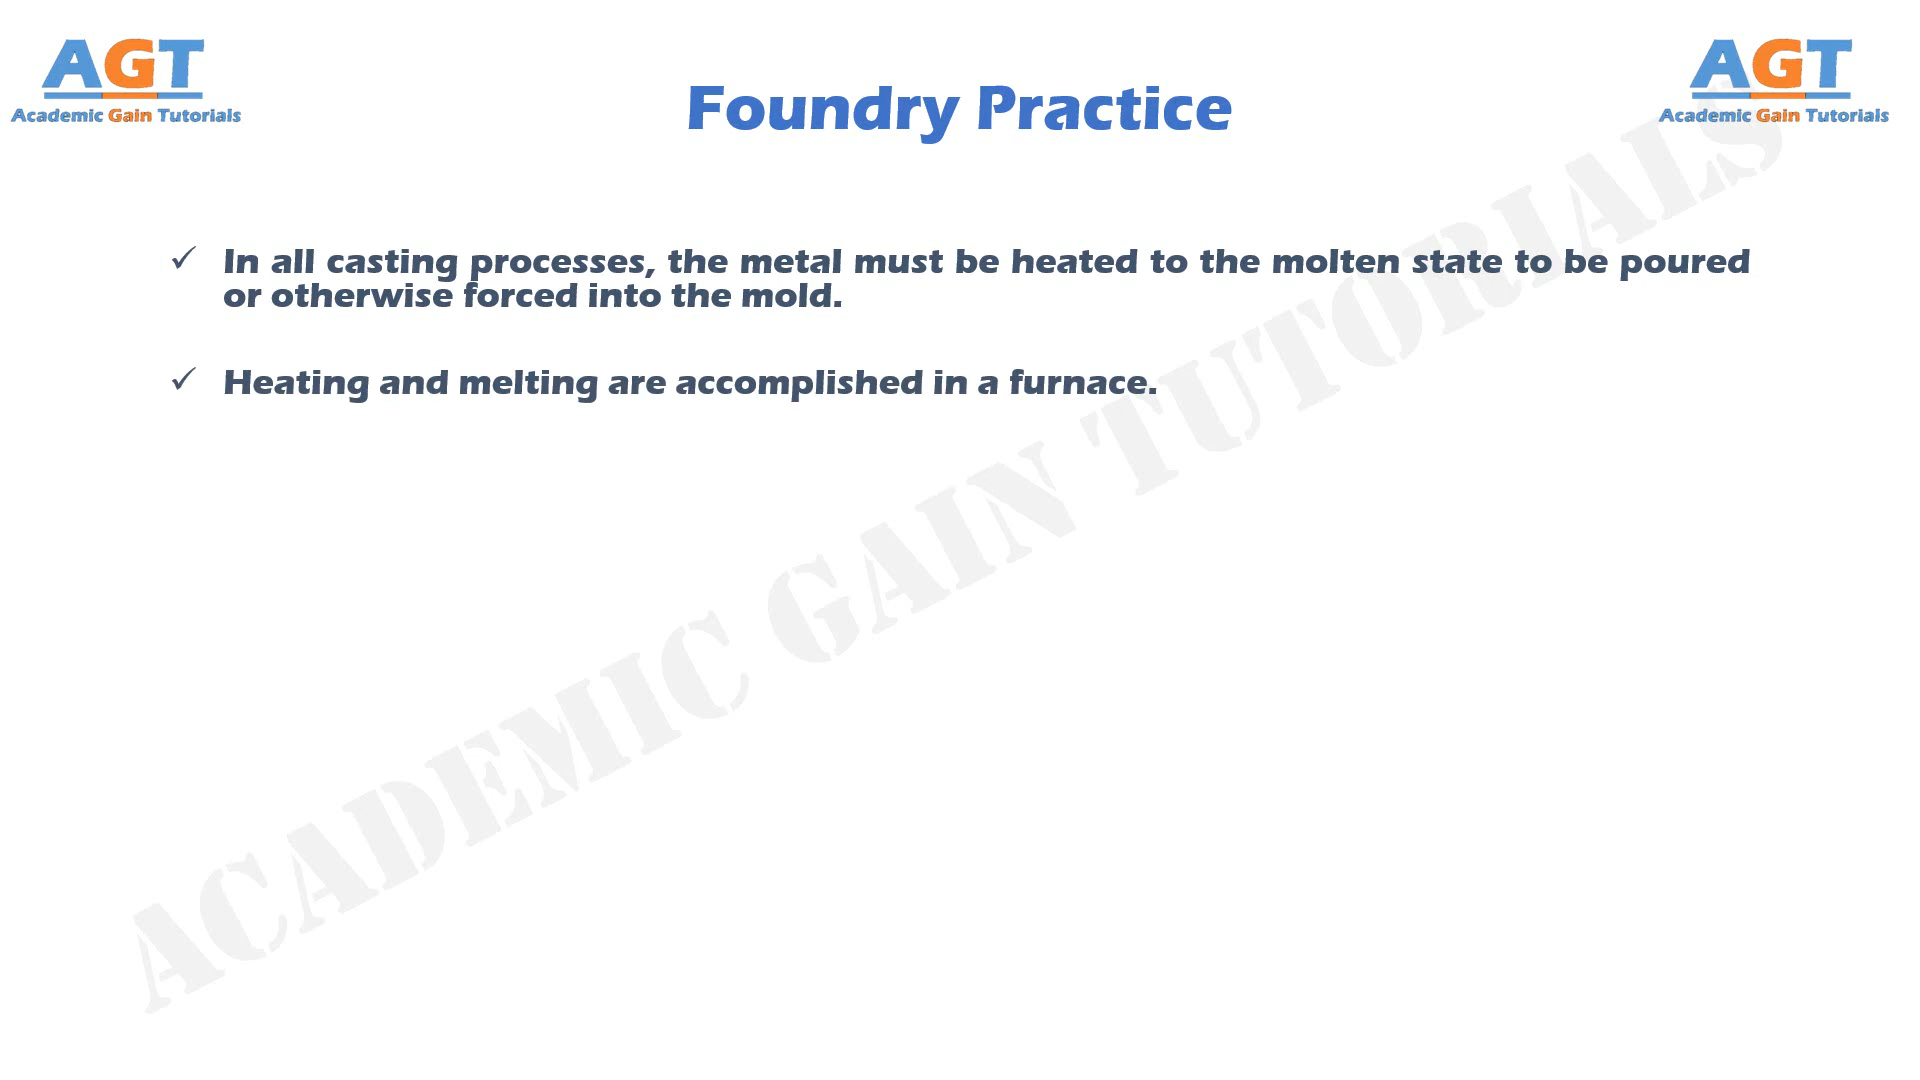 AGT
Academic Gain Tutorials
AGT
Academic Gain Tutorials
Foundry Practice
✓ In all casting processes, the metal must be heated to the molten state to be poured
or otherwise forced into the mold.
✓ Heating and melting are accomplished in a furnace.
ACADEMIC GAIN TUTORIALS